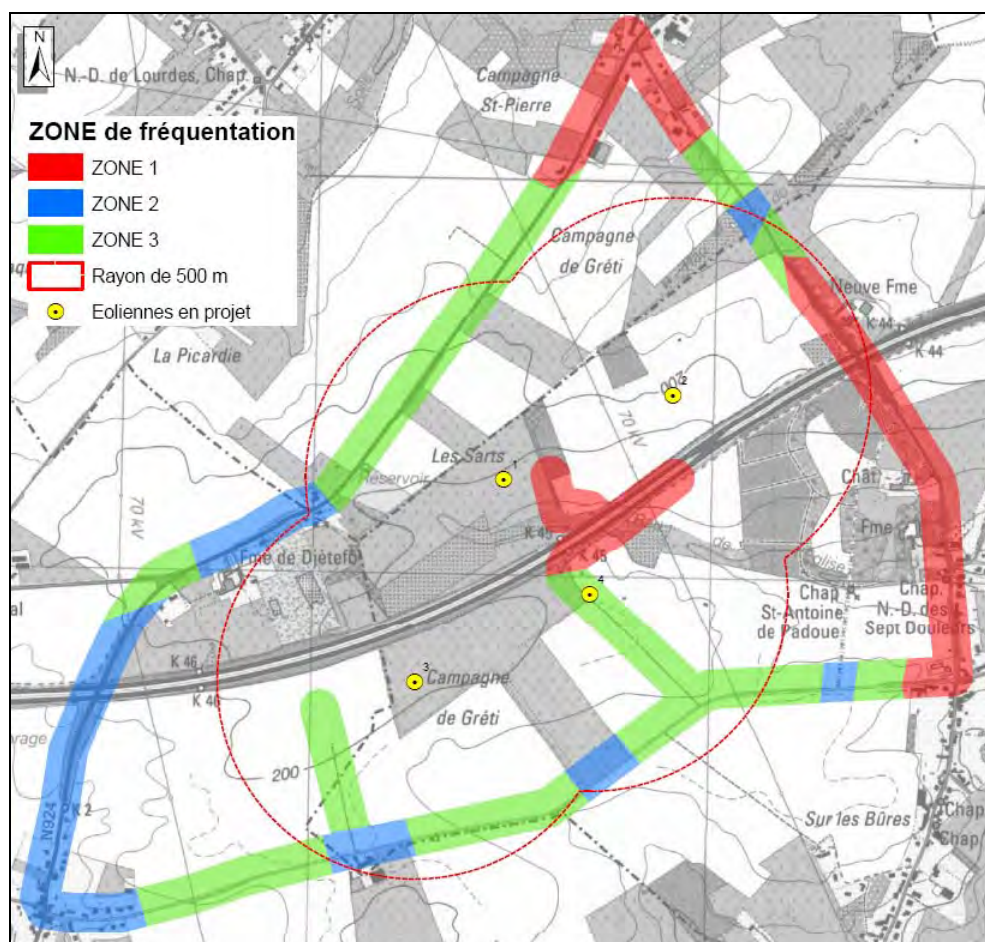 N
N.-D. de Lourdes, Chap.
Campagne
St-Pierre
ZONE de fréquentation
ZONE 1
ZONE 2
ZONE 3
Rayon de 500 m
Eoliennes en projet
Campagne
de Gréti
Neuve Fme
K 44
K 44
La Picardie
200
2
70 kV
Les Sarts
1
Réservoir
70 kV
Chât.
K 45
K 45
Fme
Fme de Djètefô
4
Chap.
St-Antoine
de Padoue
Chap.
N.-D. des
Sept Douleurs
K 46
K 46
3
Campagne
de Gréti
200
K 2
N924
Sur les Bûres
Chap
Chap